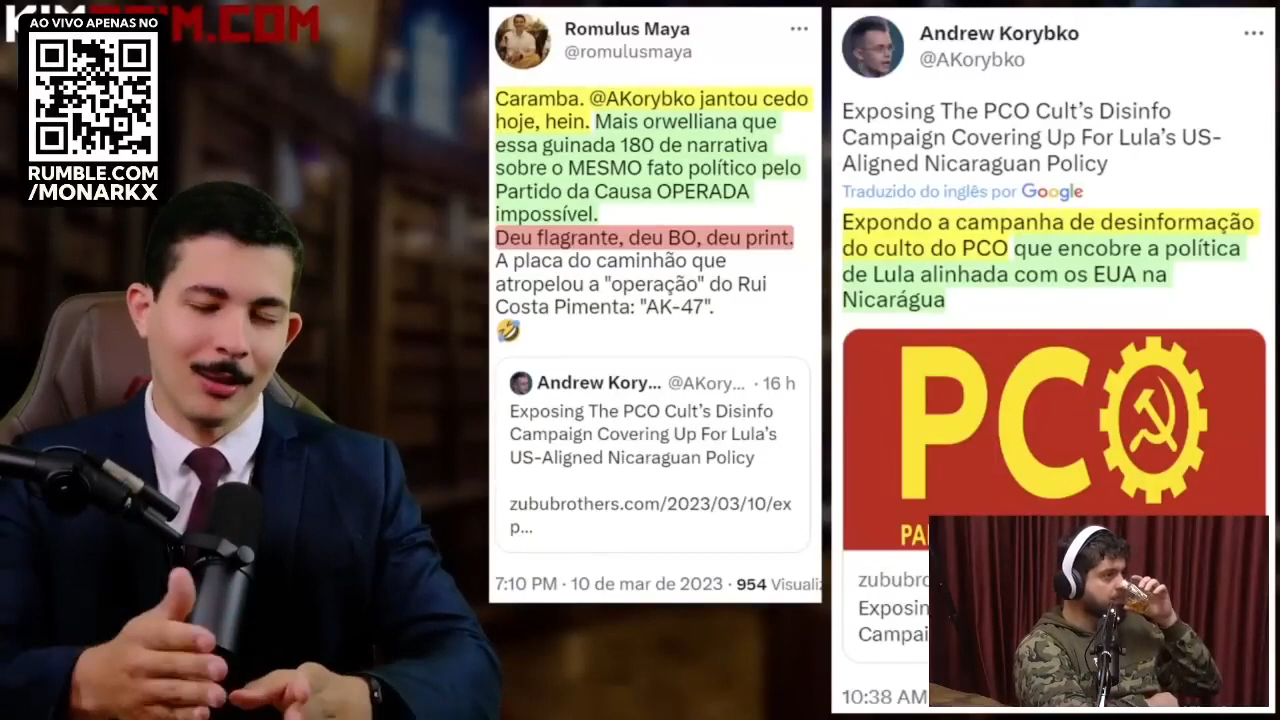 AO VIVO APENAS NO
RUMBLE.COM
/MONARKX
Romulus Maya
@romulusmaya
Caramba. @AKorybko jantou cedo
hoje, hein. Mais orwelliana que
essa guinada 180 de narrativa
sobre o MESMO fato político pelo
Partido da Causa OPERADA
impossível.
Deu flagrante, deu BO, deu print.
A placa do caminhão que
atropelou a "operação" do Rui
Costa Pimenta: "AK-47".
Andrew Kory... @AKory... · 16 h
Exposing The PCO Cult's Disinfo
Campaign Covering Up For Lula's
US-Aligned Nicaraguan Policy
zububrothers.com/2023/03/10/ex
p...
7:10 PM · 10 de mar de 2023 · 954 Visualiz
Andrew Korybko
@AKorybko
Exposing The PCO Cult's Disinfo
Campaign Covering Up For Lula's US-
Aligned Nicaraguan Policy
Traduzido do inglês por Google
Expondo a campanha de desinformação
do culto do PCO que encobre a política
de Lula alinhada com os EUA na
Nicarágua
PCO
PA
zububro
Exposin
Campai
10:38 AM